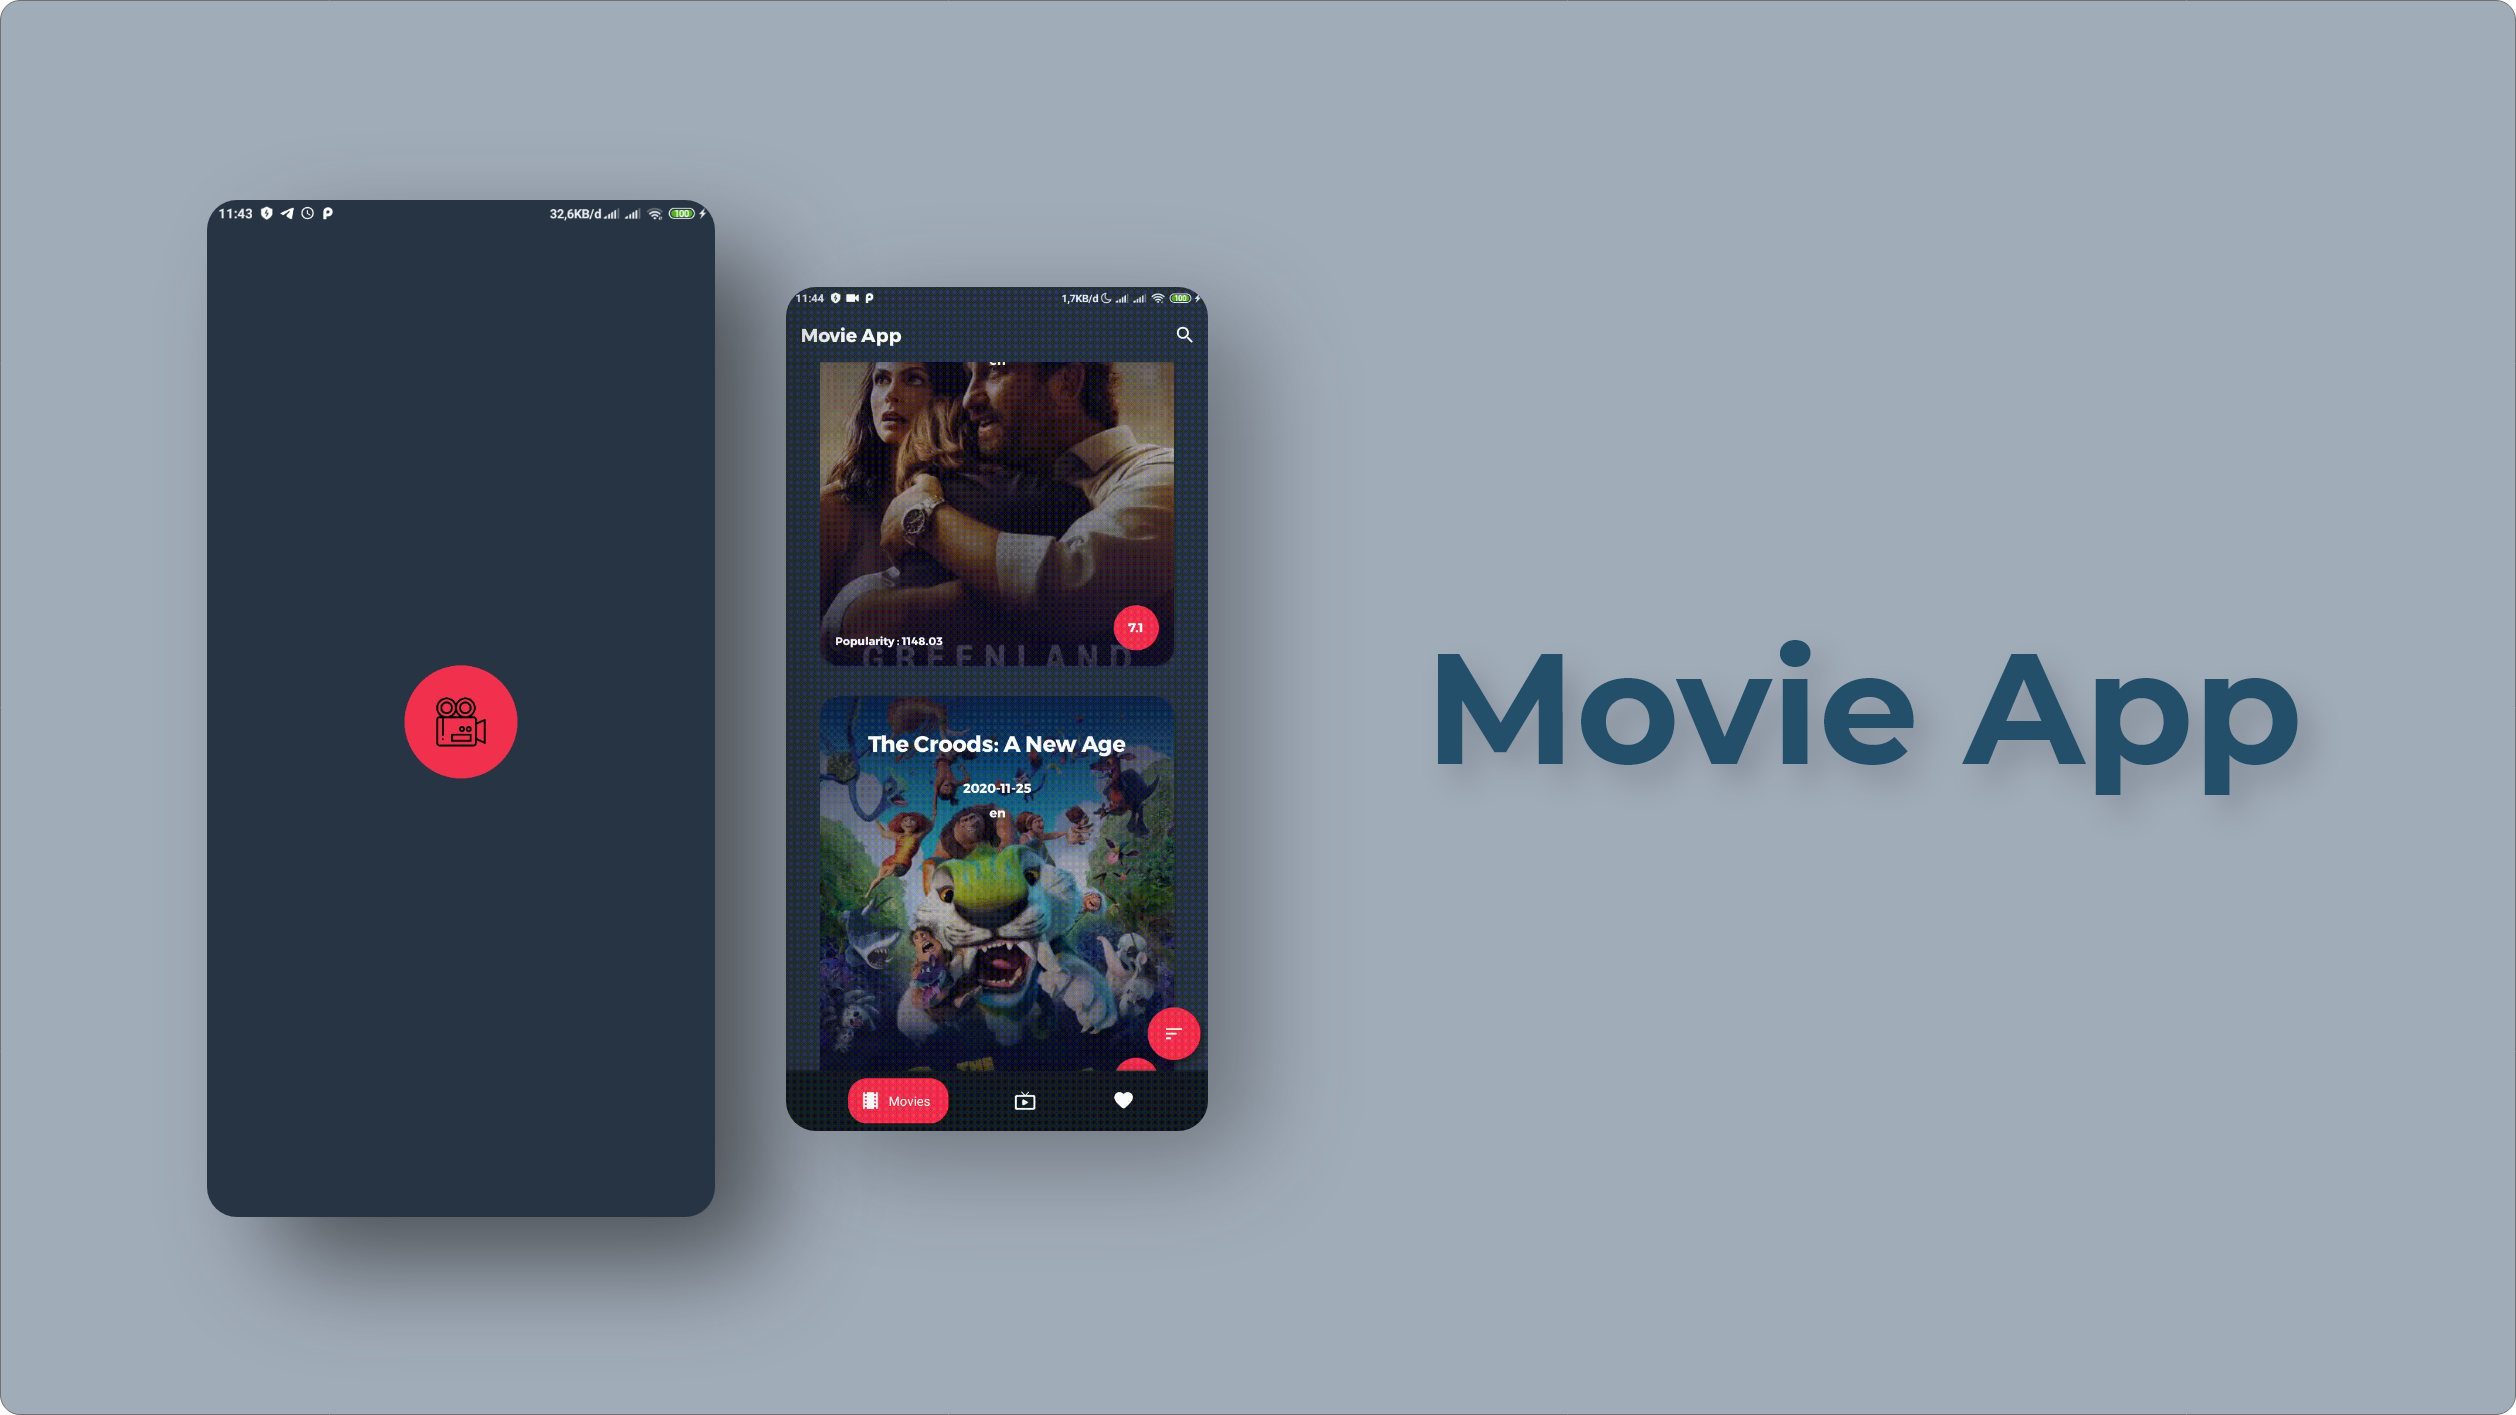 11:43
32,6KB/d
100
11:44
1,7KB/d
100
Movie App
en
Popularity : 1148.03
7.1
GREENLAND
The Croods: A New Age
2020-11-25
en
Movies
Movie App